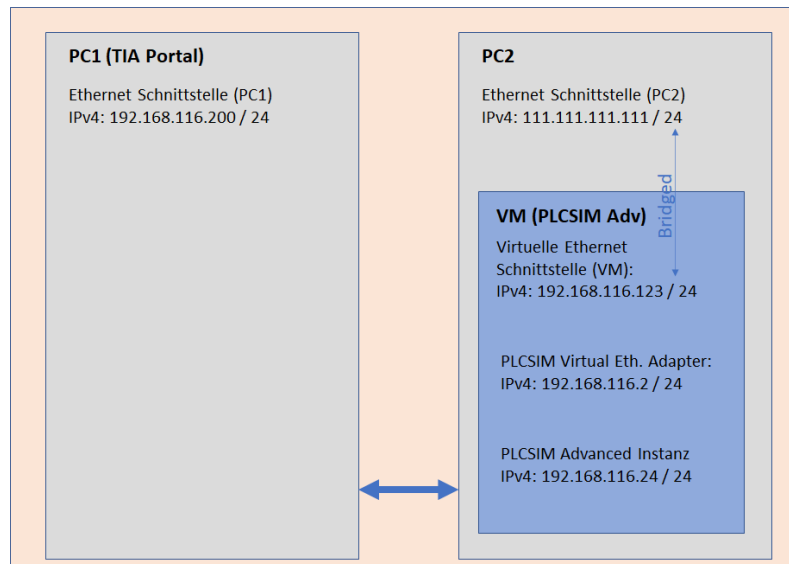 PC1 (TIA Portal)
Ethernet Schnittstelle (PC1)
IPv4: 192.168.116.200 / 24
PC2
Ethernet Schnittstelle (PC2)
IPv4: 111.111.111.111 / 24
Bridged
VM (PLCSIM Adv)
Virtuelle Ethernet
Schnittstelle (VM):
IPv4: 192.168.116.123 / 24
PLCSIM Virtual Eth. Adapter:
IPv4: 192.168.116.2 / 24
PLCSIM Advanced Instanz
IPv4: 192.168.116.24 / 24